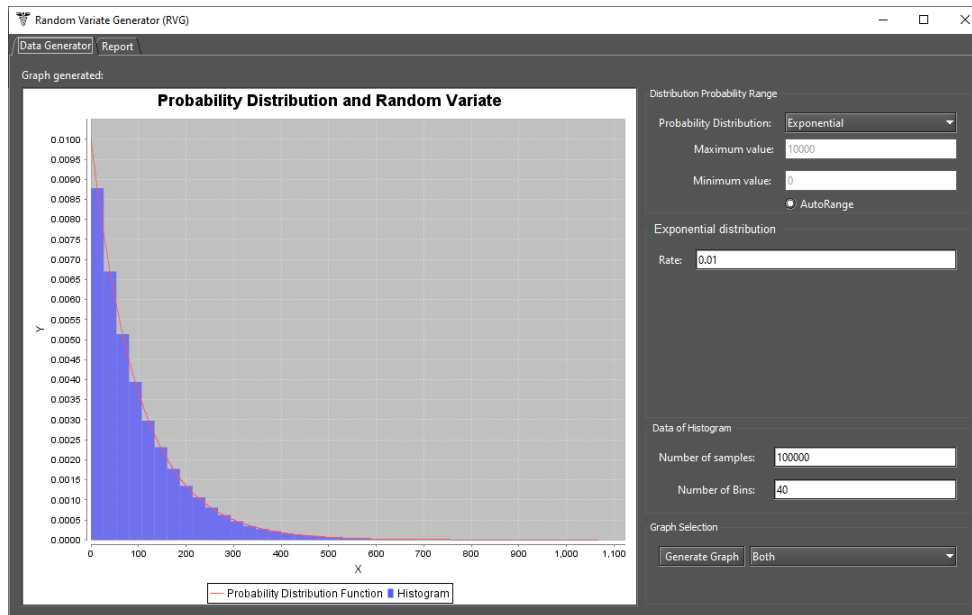 Random Variate Generator (RVG)
Data Generator
Report
Graph generated:
Probability Distribution and Random Variate
Y
0.0100
0.0095
0.0090
0.0085
0.0080
0.0075
0.0070
0.0065
0.0060
0.0055
0.0050
0.0045
0.0040
0.0035
0.0030
0.0025
0.0020
0.0015
0.0010
0.0005
0.0000
0 100 200 300 400 500 600 700 800 900 1,000 1,100
X
Probability Distribution Function Histogram
Distribution Probability Range
Probability Distribution: Exponential
Maximum value: 10000
Minimum value: 0
AutoRange
Exponential distribution
Rate: 0.01
Data of Histogram
Number of samples: 100000
Number of Bins: 40
Graph Selection
Generate Graph Both